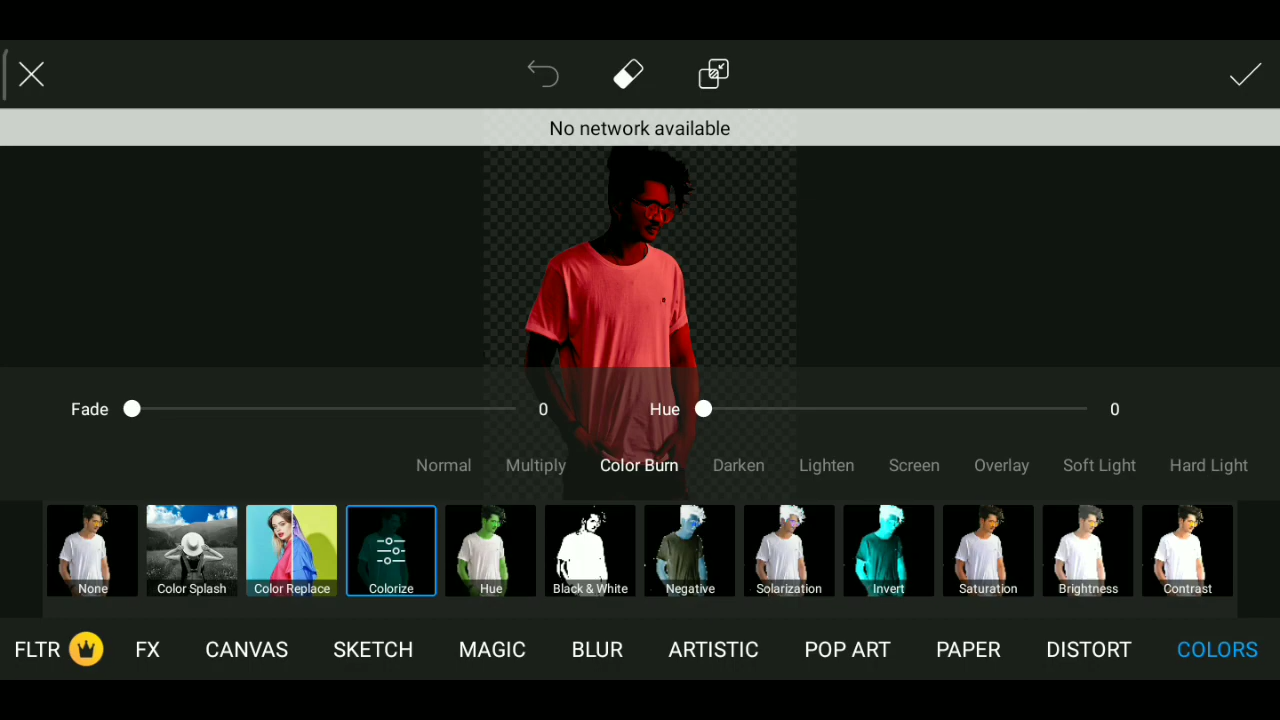 No network available
Fade 0 Hue 0
Normal Multiply Color Burn Darken Lighten Screen Overlay Soft Light Hard Light
None Color Splash Color Replace Colorize Hue Black & White Negative Solarization Invert Saturation Brightness Contrast
FLTR FX CANVAS SKETCH MAGIC BLUR ARTISTIC POP ART PAPER DISTORT COLORS